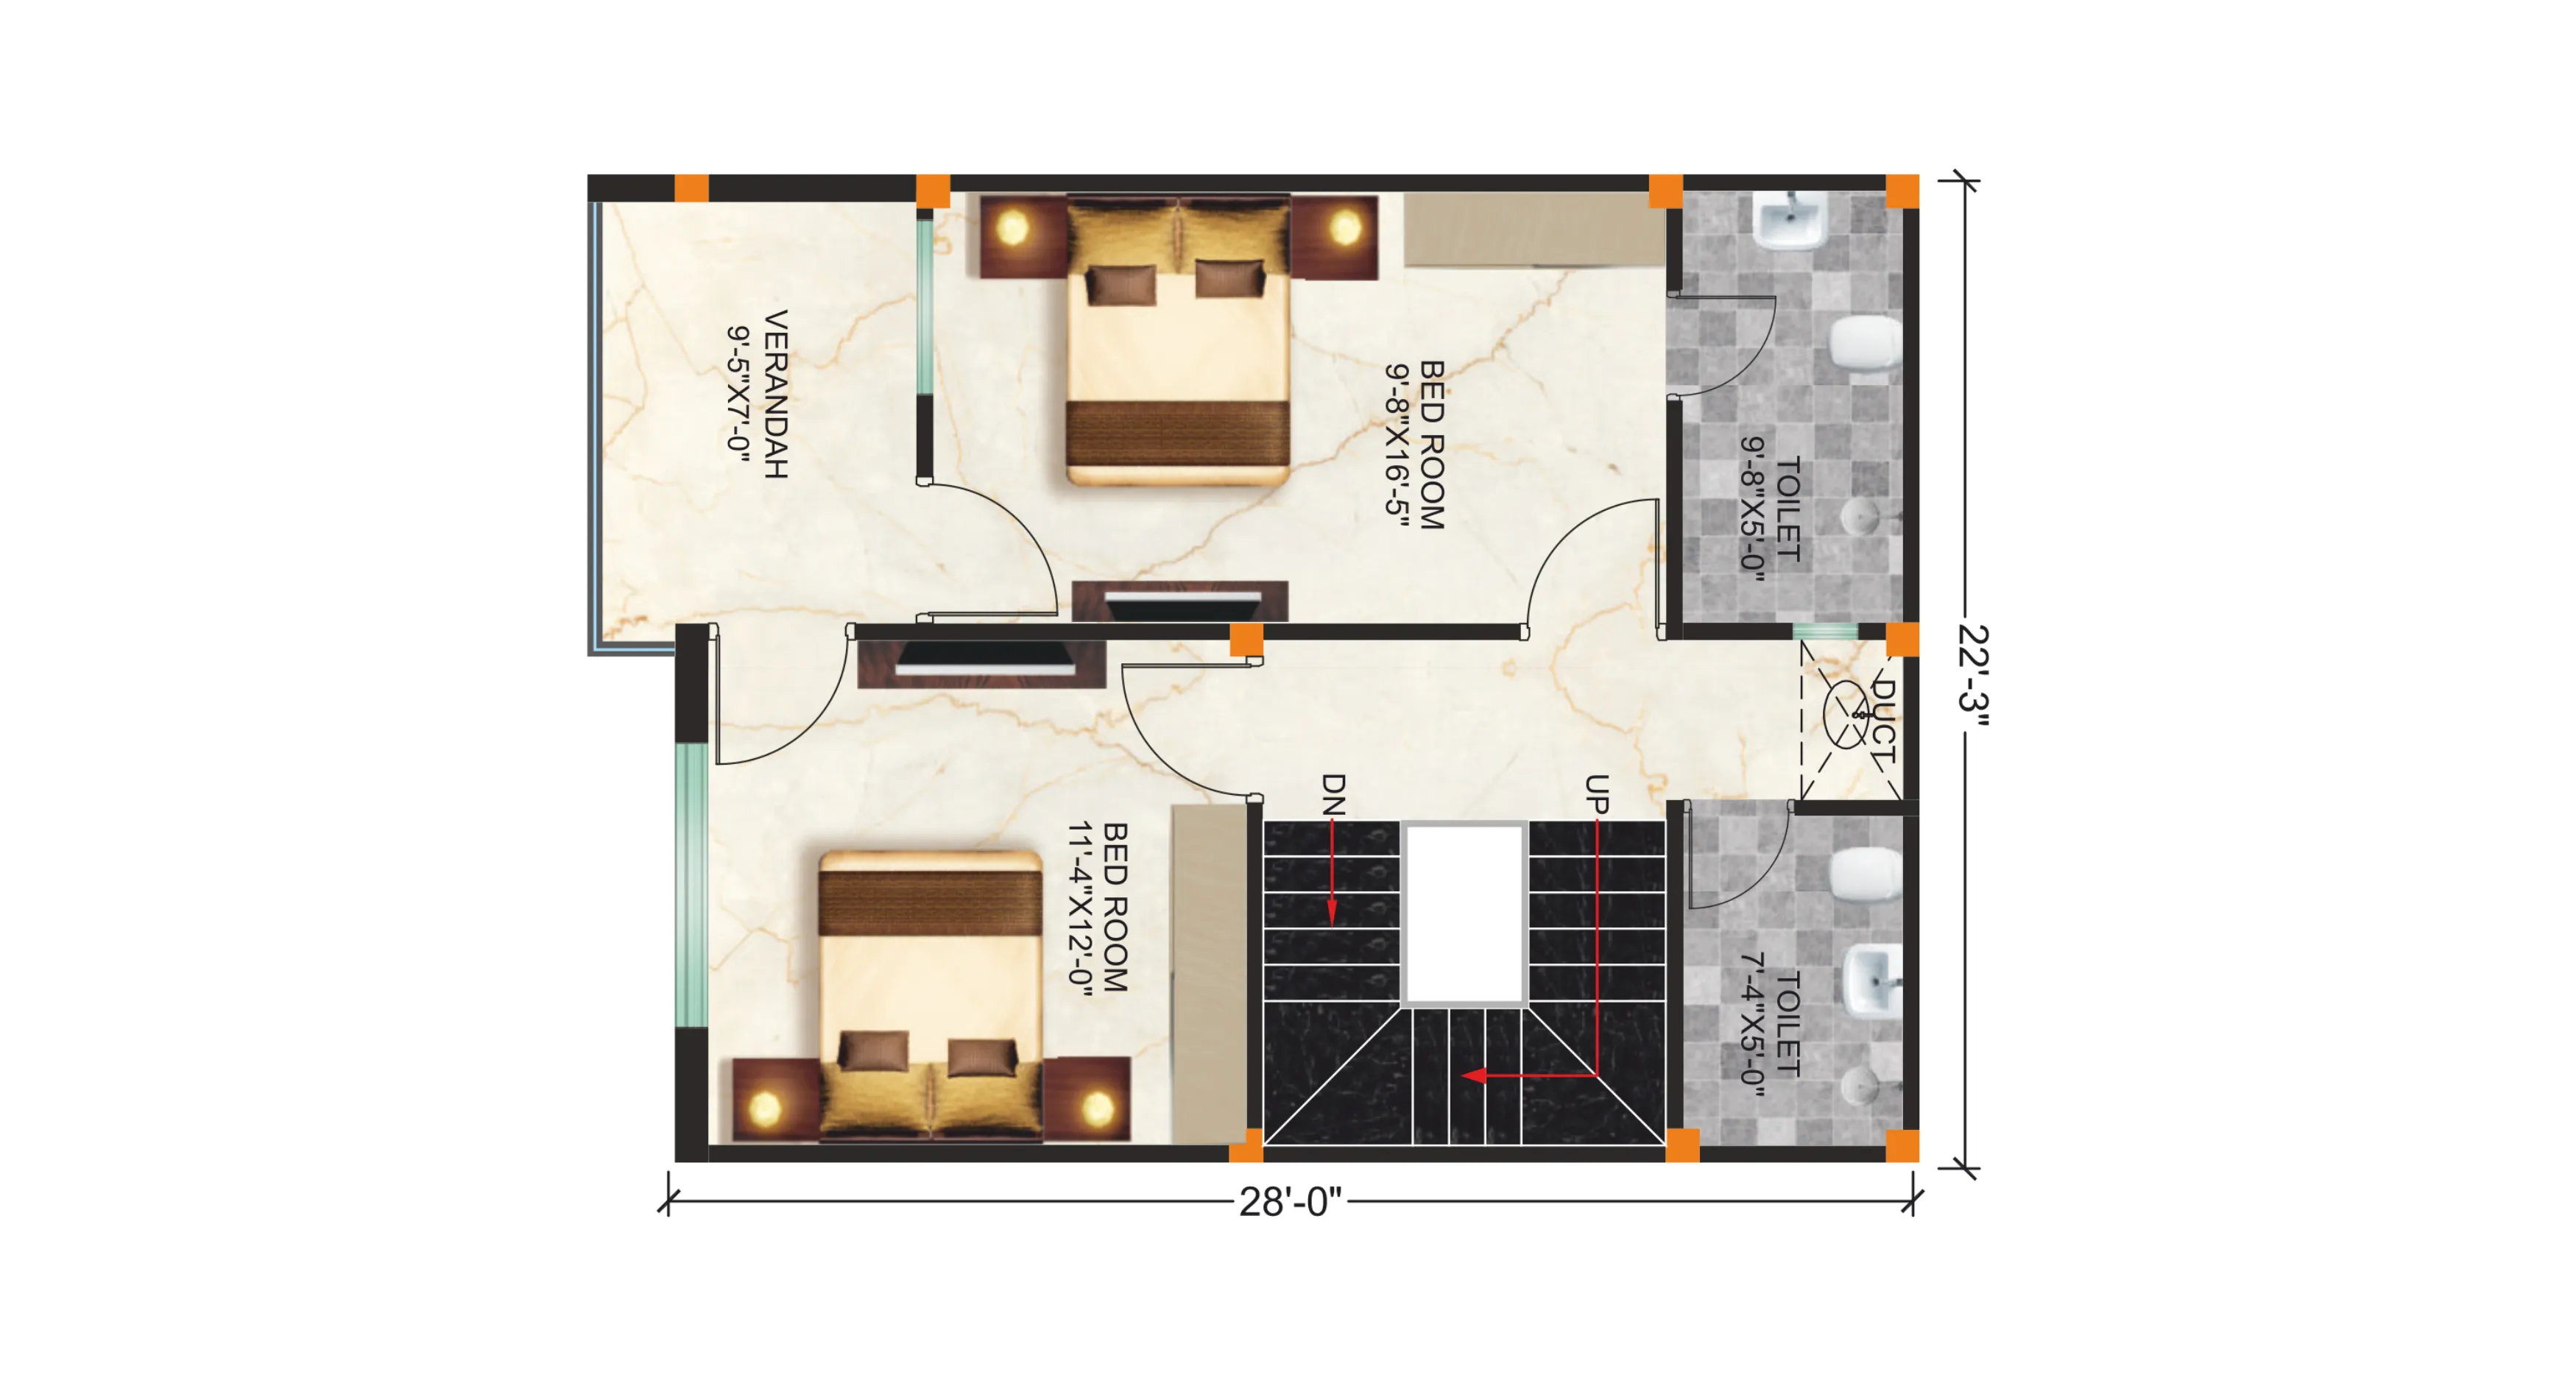 VERANDAH
9'-5"X7'-0"
BED ROOM
9'-8"X16'-5"
TOILET
9'-8"X5'-0"
DUCT
22'-3"
DN
UP
BED ROOM
11'-4"X12'-0"
TOILET
7'-4"X5'-0"
28'-0"